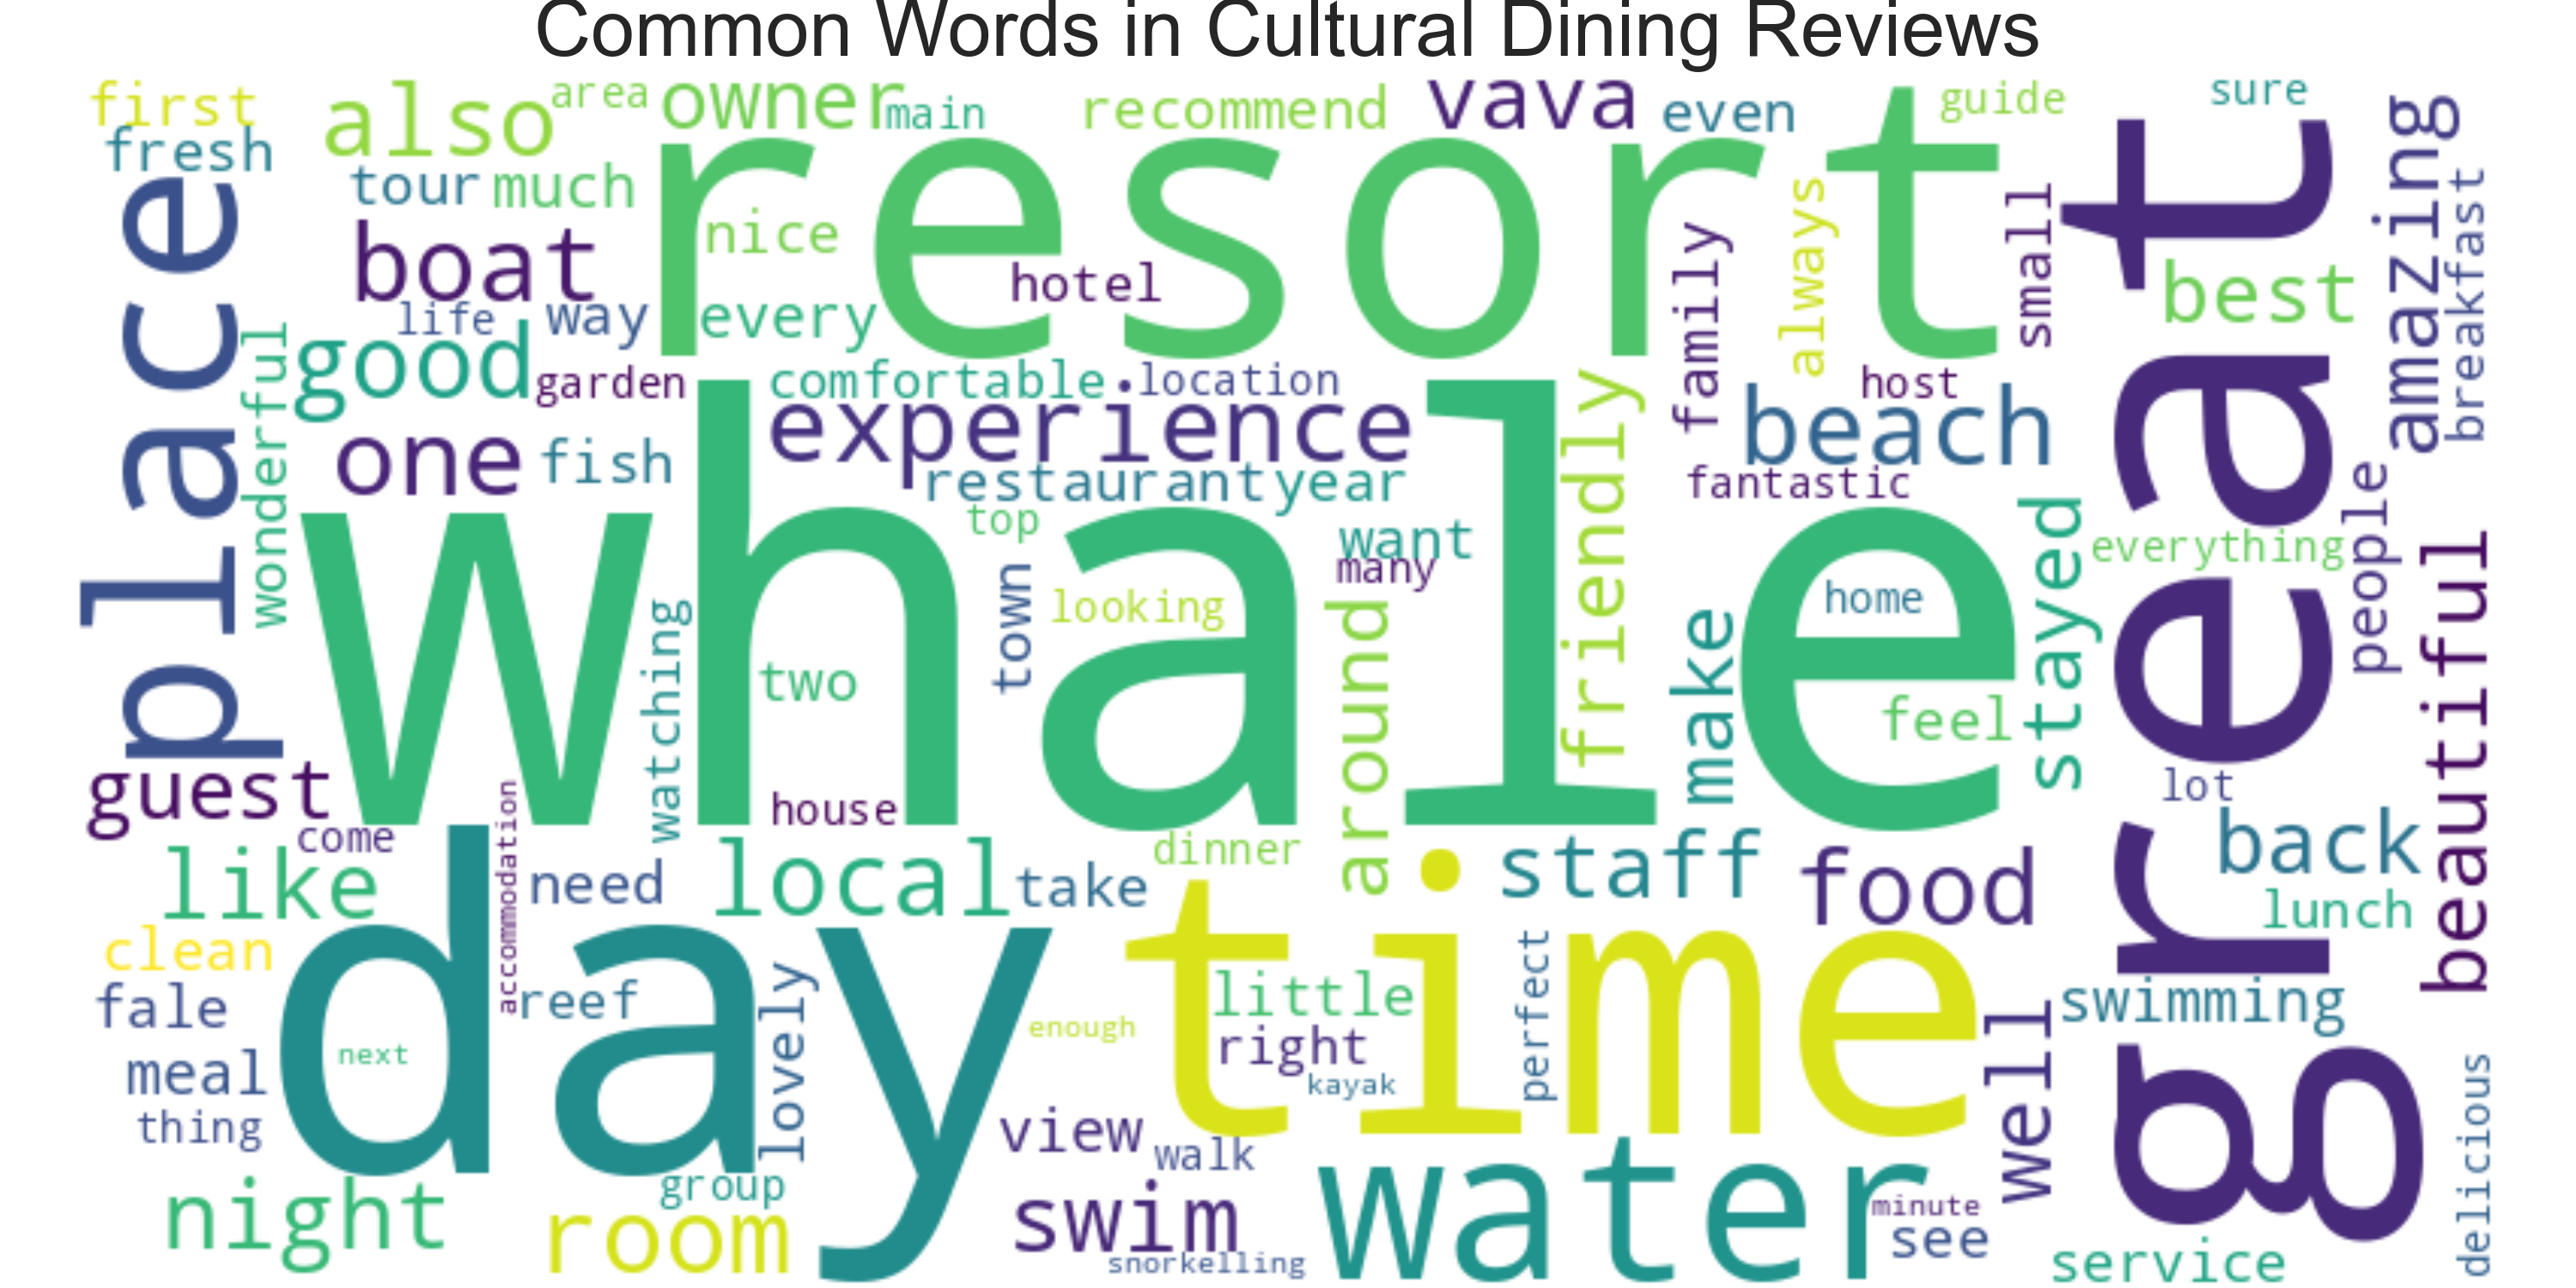 Common Words in Cultural Dining Reviews
first
also
area
owner
main
recommend
vava
even
guide
sure
fresh
tour
much
resort
nice
hotel
boat
life
way
every
family
always
small
great
best
amazing
breakfast
place
wonderful
good
garden
comfortable
location
host
beach
experience
one
fish
restaurant
year
friendly
fantastic
whale
top
want
many
town
looking
watching
two
house
around
make
home
feel
stayed
everything
people
beautiful
lot
guest
come
accommodation
like
need
local
take
dinner
staff
food
back
lunch
clean
day
time
fale
reef
lovely
enough
little
right
kayak
perfect
well
swimming
next
meal
thing
view
walk
group
night
room
swim
snorkelling
water
minute
see
service
delicious